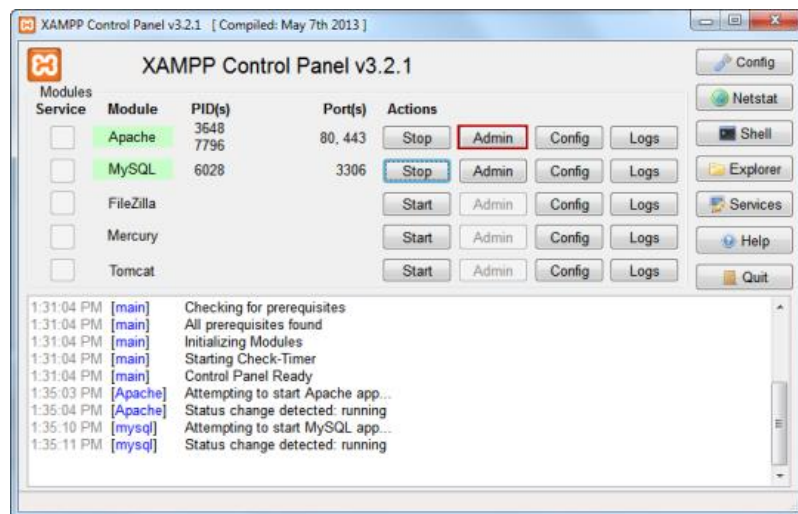 XAMPP Control Panel v3.2.1 [ Compiled: May 7th 2013 ]
XAMPP Control Panel v3.2.1
Config
Modules
Service Module PID(s) Port(s) Actions
Netstat
Apache 3648 7796 80, 443 Stop Admin Config Logs
Shell
MySQL 6028 3306 Stop Admin Config Logs
Explorer
FileZilla Start Admin Config Logs
Services
Mercury Start Admin Config Logs
Help
Tomcat Start Admin Config Logs
Quit
1:31:04 PM [main] Checking for prerequisites
1:31:04 PM [main] All prerequisites found
1:31:04 PM [main] Initializing Modules
1:31:04 PM [main] Starting Check-Timer
1:31:04 PM [main] Control Panel Ready
1:35:03 PM [Apache] Attempting to start Apache app...
1:35:04 PM [Apache] Status change detected: running
1:35:10 PM [mysql] Attempting to start MySQL app...
1:35:11 PM [mysql] Status change detected: running